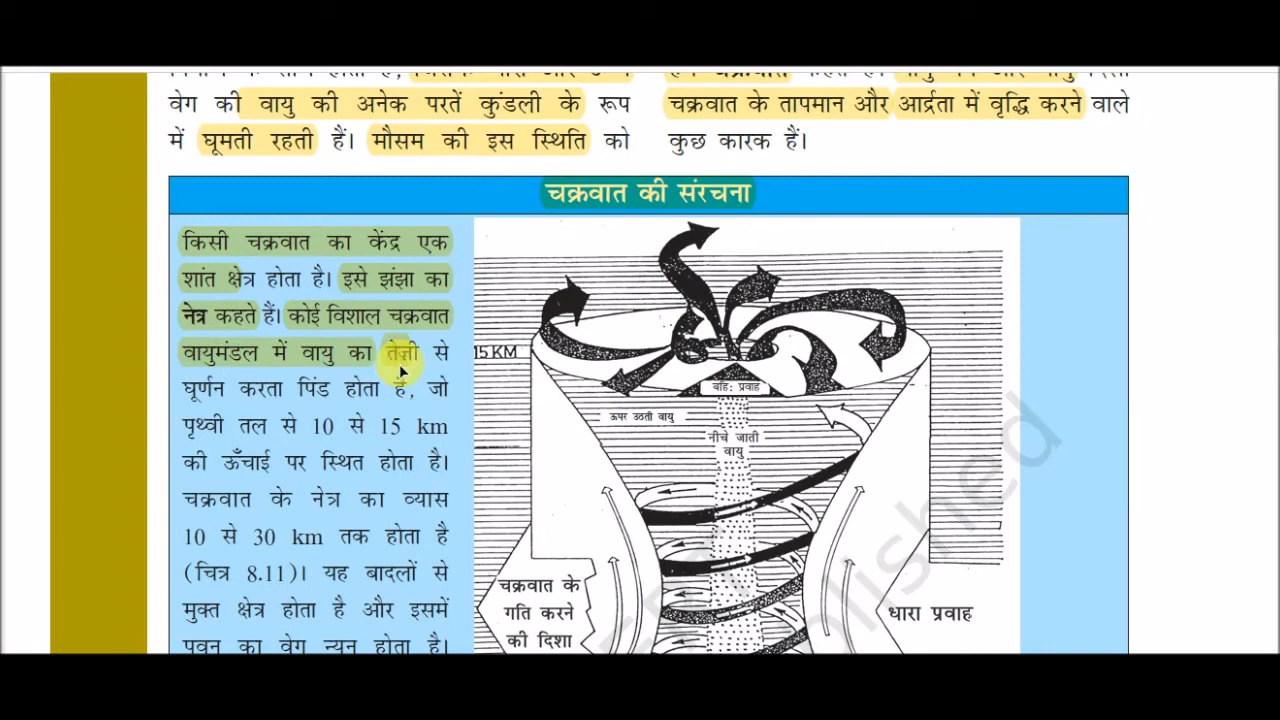 वेग की वायु की अनेक परतें कुंडली के रूप
में घूमती रहती हैं। मौसम की इस स्थिति को
चक्रवात के तापमान और आर्द्रता में वृद्धि करने वाले
कुछ कारक हैं।
चक्रवात की संरचना
किसी चक्रवात का केंद्र एक
शांत क्षेत्र होता है। इसे झंझा का
नेत्र कहते हैं। कोई विशाल चक्रवात
वायुमंडल में वायु का तेज़ी से
घूर्णन करता पिंड होता है, जो
पृथ्वी तल से 10 से 15 km
की ऊँचाई पर स्थित होता है।
चक्रवात के नेत्र का व्यास
10 से 30 km तक होता है
(चित्र 8.11)। यह बादलों से
मुक्त क्षेत्र होता है और इसमें
पवन का वेग न्यून होता है।
15 KM
बहि: प्रवाह
ऊपर उठती वायु
नीचे जाती
वायु
चक्रवात के
गति करने
की दिशा
धारा प्रवाह